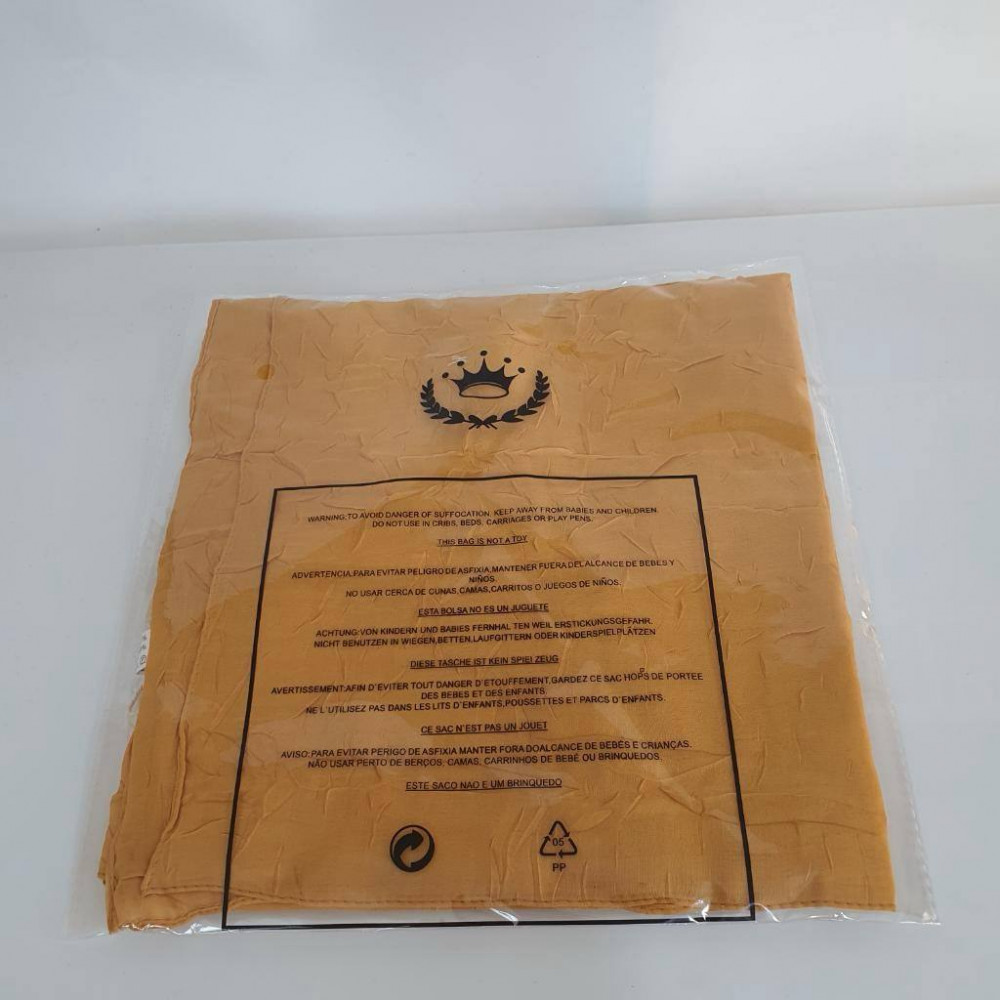 WARNING:TO AVOID DANGER OF SUFFOCATION. KEEP AWAY FROM BABIES AND CHILDREN
DO NOT USE IN CRIBS, BEDS, CARRIAGES OR PLAY PENS.
THIS BAG IS NOT A TOY
ADVERTENCIA.PARA EVITAR PELIGRO DE ASFIXIA,MANTENER FUERA DEL ALCANCE DE BEBES Y
NIÑOS.
NO USAR CERCA DE CUNAS,CAMAS,CARRITOS O JUEGOS DE NIÑOS.
ESTA BOLSA NO ES UN JUGUETE
ACHTUNG:VON KINDERN UND BABIES FERNHAL TEN WEIL ERSTICKUNGSGEFAHR.
NICHT BENUTZEN IN WIEGEN,BETTEN,LAUFGITTERN ODER KINDERSPIELPLÄTZEN
DIESE TASCHE IST KEIN SPIEI ZEUG
AVERTISSEMENT:AFIN D'EVITER TOUT DANGER D'ETOUFFEMENT,GARDEZ CE SAC HOPS DE PORTEE
DES BEBES ET DES ENFANTS.
NE L'UTILISEZ PAS DANS LES LITS D'ENFANTS,POUSSETTES ET PARCS D'ENFANTS.
CE SAC N'EST PAS UN JOUET
AVISO:PARA EVITAR PERIGO DE ASFIXIA MANTER FORA DOALCANCE DE BEBÉS E CRIANÇAS.
NÃO USAR PERTO DE BERÇOS, CAMAS, CARRINHOS DE BEBÉ OU BRINQUEDOS.
ESTE SACO NAO E UM BRINQUEDO
05
PP